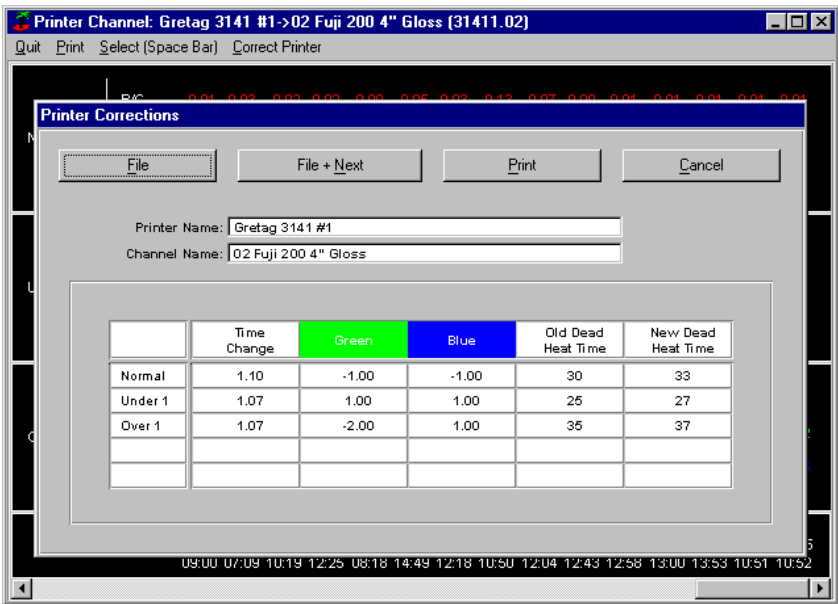 Printer Channel: Gretag 3141 #1->02 Fuji 200 4" Gloss (31411.02)
Quit Print Select (Space Bar) Correct Printer
Printer Corrections
File File + Next Print Cancel
Printer Name: Gretag 3141 #1
Channel Name: 02 Fuji 200 4" Gloss
Time Change Green Blue Old Dead Heat Time New Dead Heat Time
Normal 1.10 -1.00 -1.00 30 33
Under 1 1.07 1.00 1.00 25 27
Over 1 1.07 -2.00 1.00 35 37
09:00 07:09 10:19 12:25 08:18 14:49 12:18 10:50 12:04 12:43 12:58 13:00 13:53 10:51 10:52